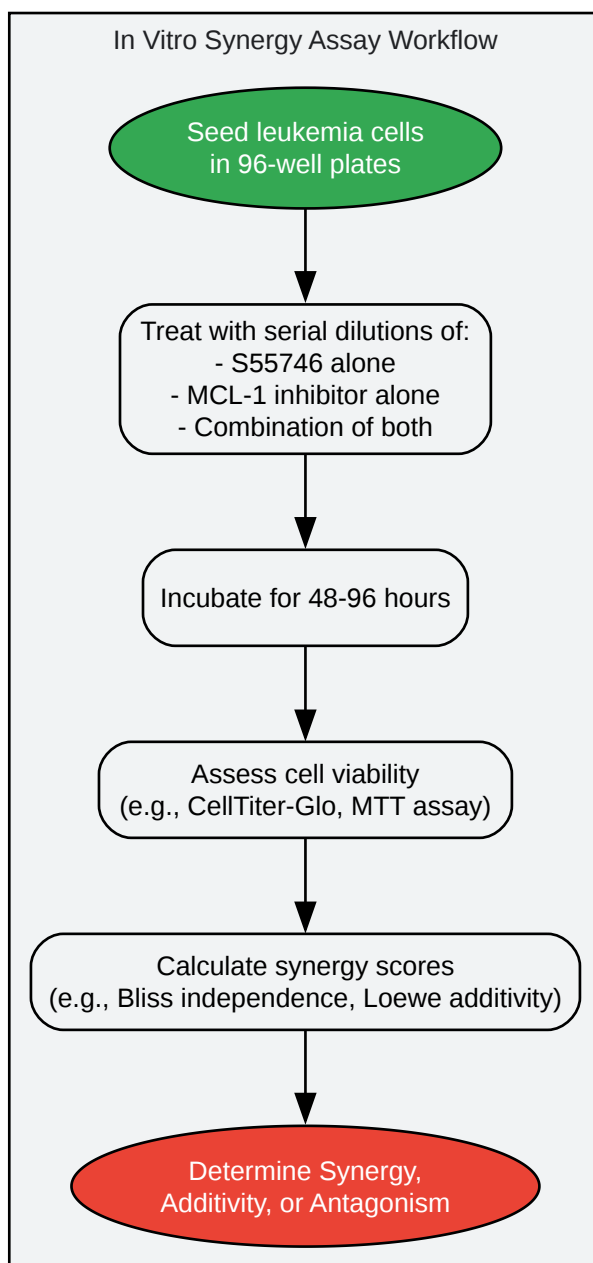 In Vitro Synergy Assay Workflow
Seed leukemia cells
in 96-well plates
Treat with serial dilutions of:
- S55746 alone
- MCL-1 inhibitor alone
- Combination of both
Incubate for 48-96 hours
Assess cell viability
(e.g., CellTiter-Glo, MTT assay)
Calculate synergy scores
(e.g., Bliss independence, Loewe additivity)
Determine Synergy,
Additivity, or Antagonism